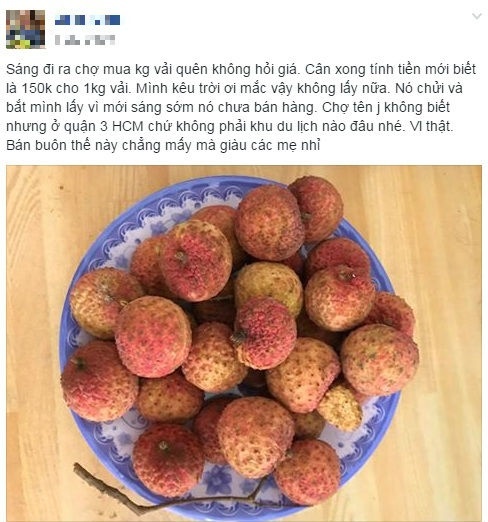 Sáng đi ra chợ mua kg vải quên không hỏi giá. Cân xong tính tiền mới biết
là 150k cho 1kg vải. Mình kêu trời ơi mắc vậy không lấy nữa. Nó chửi và
bắt mình lấy vì mới sáng sớm nó chưa bán hàng. Chợ tên j không biết
nhưng ở quận 3 HCM chứ không phải khu du lịch nào đâu nhé. Vl thật.
Bán buôn thế này chẳng mấy mà giàu các mẹ nhỉ